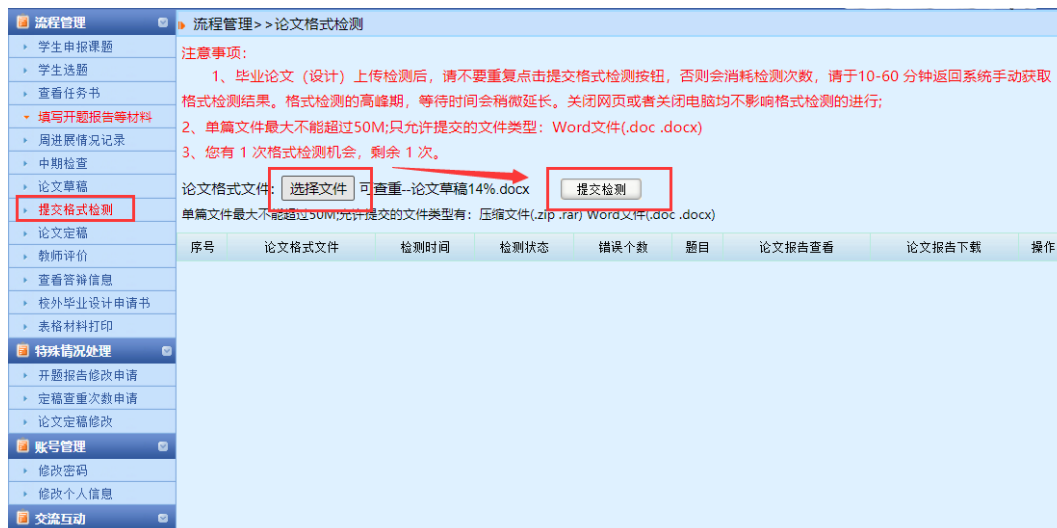 流程管理
学生申报课题
学生选题
查看任务书
填写开题报告等材料
周进展情况记录
中期检查
论文草稿
提交格式检测
论文定稿
教师评价
查看答辩信息
校外毕业设计申请书
表格材料打印
特殊情况处理
开题报告修改申请
定稿查重次数申请
论文定稿修改
账号管理
修改密码
修改个人信息
交流互动
流程管理>>论文格式检测
注意事项：
1、毕业论文（设计）上传检测后，请不要重复点击提交格式检测按钮，否则会消耗检测次数，请于10-60 分钟返回系统手动获取
格式检测结果。格式检测的高峰期，等待时间会稍微延长。关闭网页或者关闭电脑均不影响格式检测的进行;
2、单篇文件最大不能超过50M;只允许提交的文件类型：Word文件(.doc .docx)
3、您有 1 次格式检测机会，剩余 1 次。
论文格式文件: 选择文件 可查重--论文草稿14%.docx 提交检测
单篇文件最大不能超过50M;允许提交的文件类型有：压缩文件(.zip .rar) Word文件(.doc .docx)
序号 论文格式文件 检测时间 检测状态 错误个数 题目 论文报告查看 论文报告下载 操作